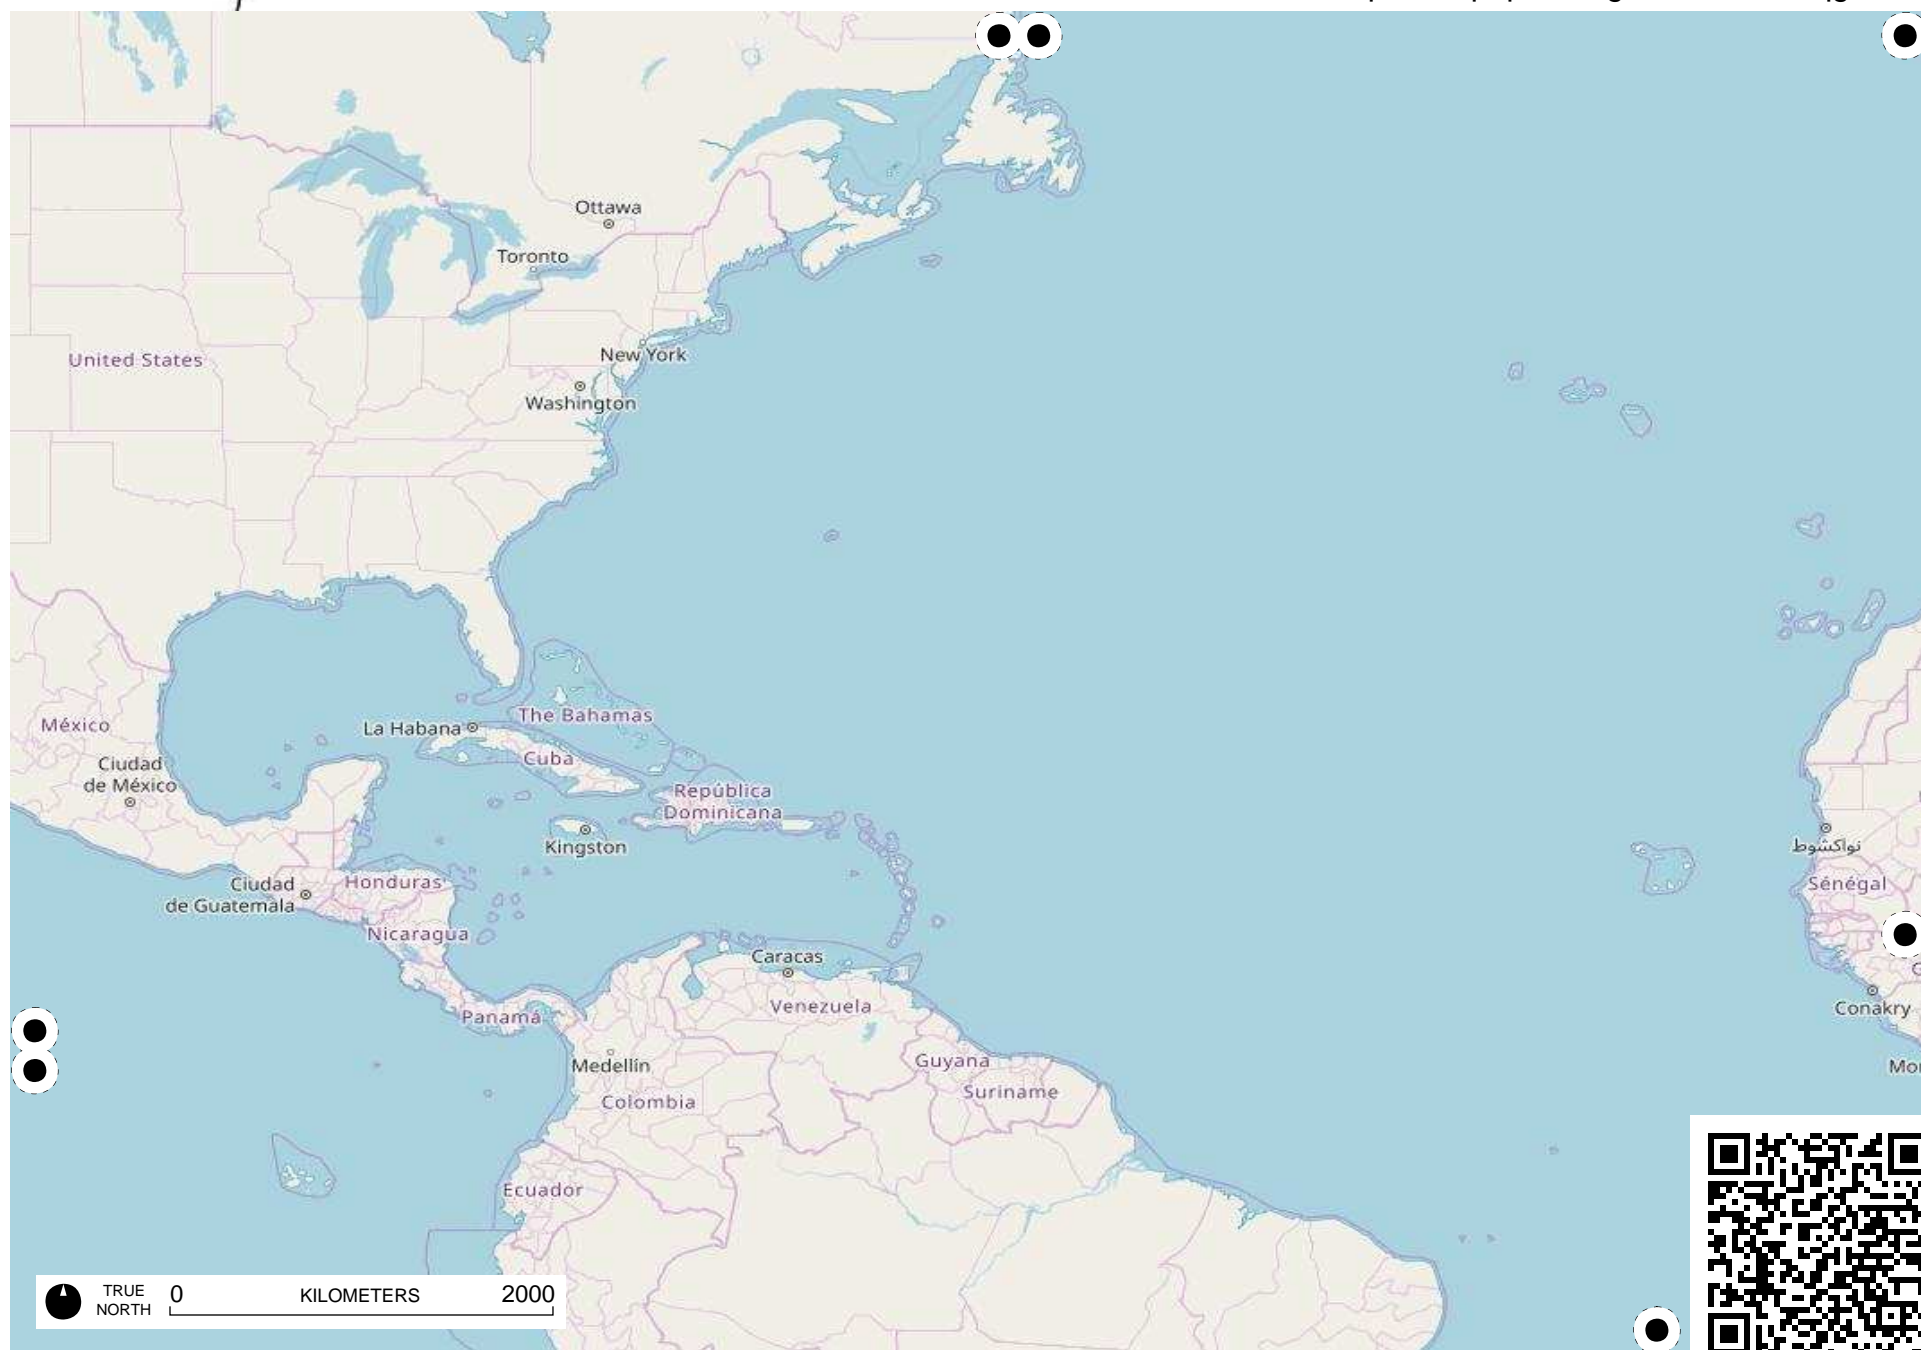 Ottawa
Toronto
United States
New York
Washington
México
La Habana
The Bahamas
Cuba
Ciudad
de México
República
Dominicana
Kingston
نواكشوط
Ciudad
de Guatemala
Honduras
Sénégal
Nicaragua
Caracas
Venezuela
Conakry
Panamá
Medellín
Guyana
Suriname
Colombia
Ecuador
TRUE
NORTH
0 KILOMETERS 2000